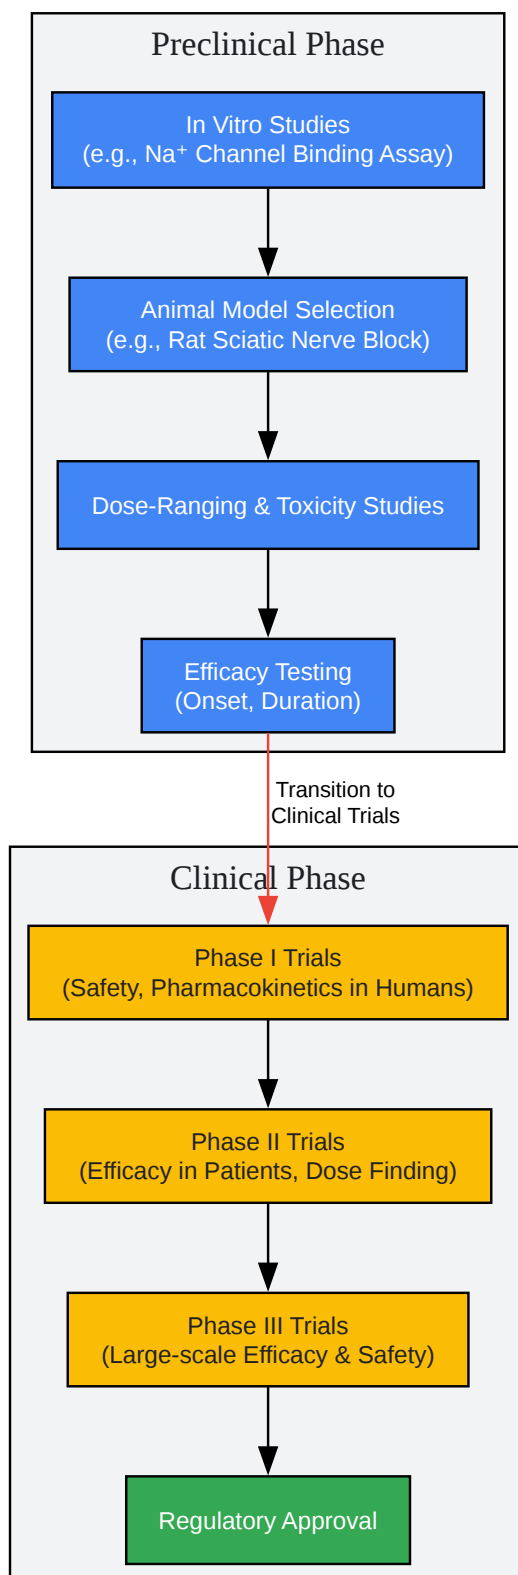 Preclinical Phase
In Vitro Studies
(e.g., Na⁺ Channel Binding Assay)
Animal Model Selection
(e.g., Rat Sciatic Nerve Block)
Dose-Ranging & Toxicity Studies
Efficacy Testing
(Onset, Duration)
Transition to
Clinical Trials
Clinical Phase
Phase I Trials
(Safety, Pharmacokinetics in Humans)
Phase II Trials
(Efficacy in Patients, Dose Finding)
Phase III Trials
(Large-scale Efficacy & Safety)
Regulatory Approval